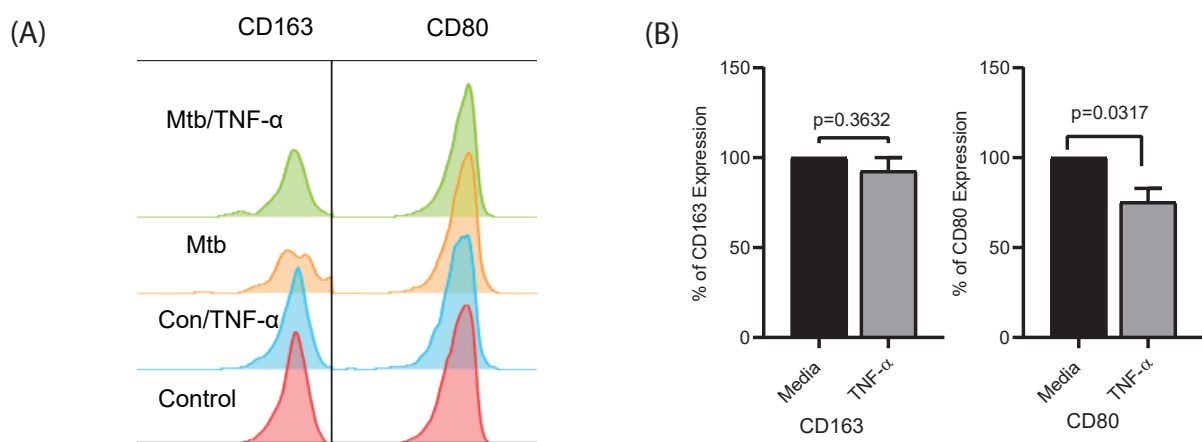 (A)
CD163 CD80
Mtb/TNF-α
Mtb
Con/TNF-α
Control
(B)
% of CD163 Expression
150
100
50
0
p=0.3632
Media
TNF-α
CD163
% of CD80 Expression
150
100
50
0
p=0.0317
Media
TNF-α
CD80